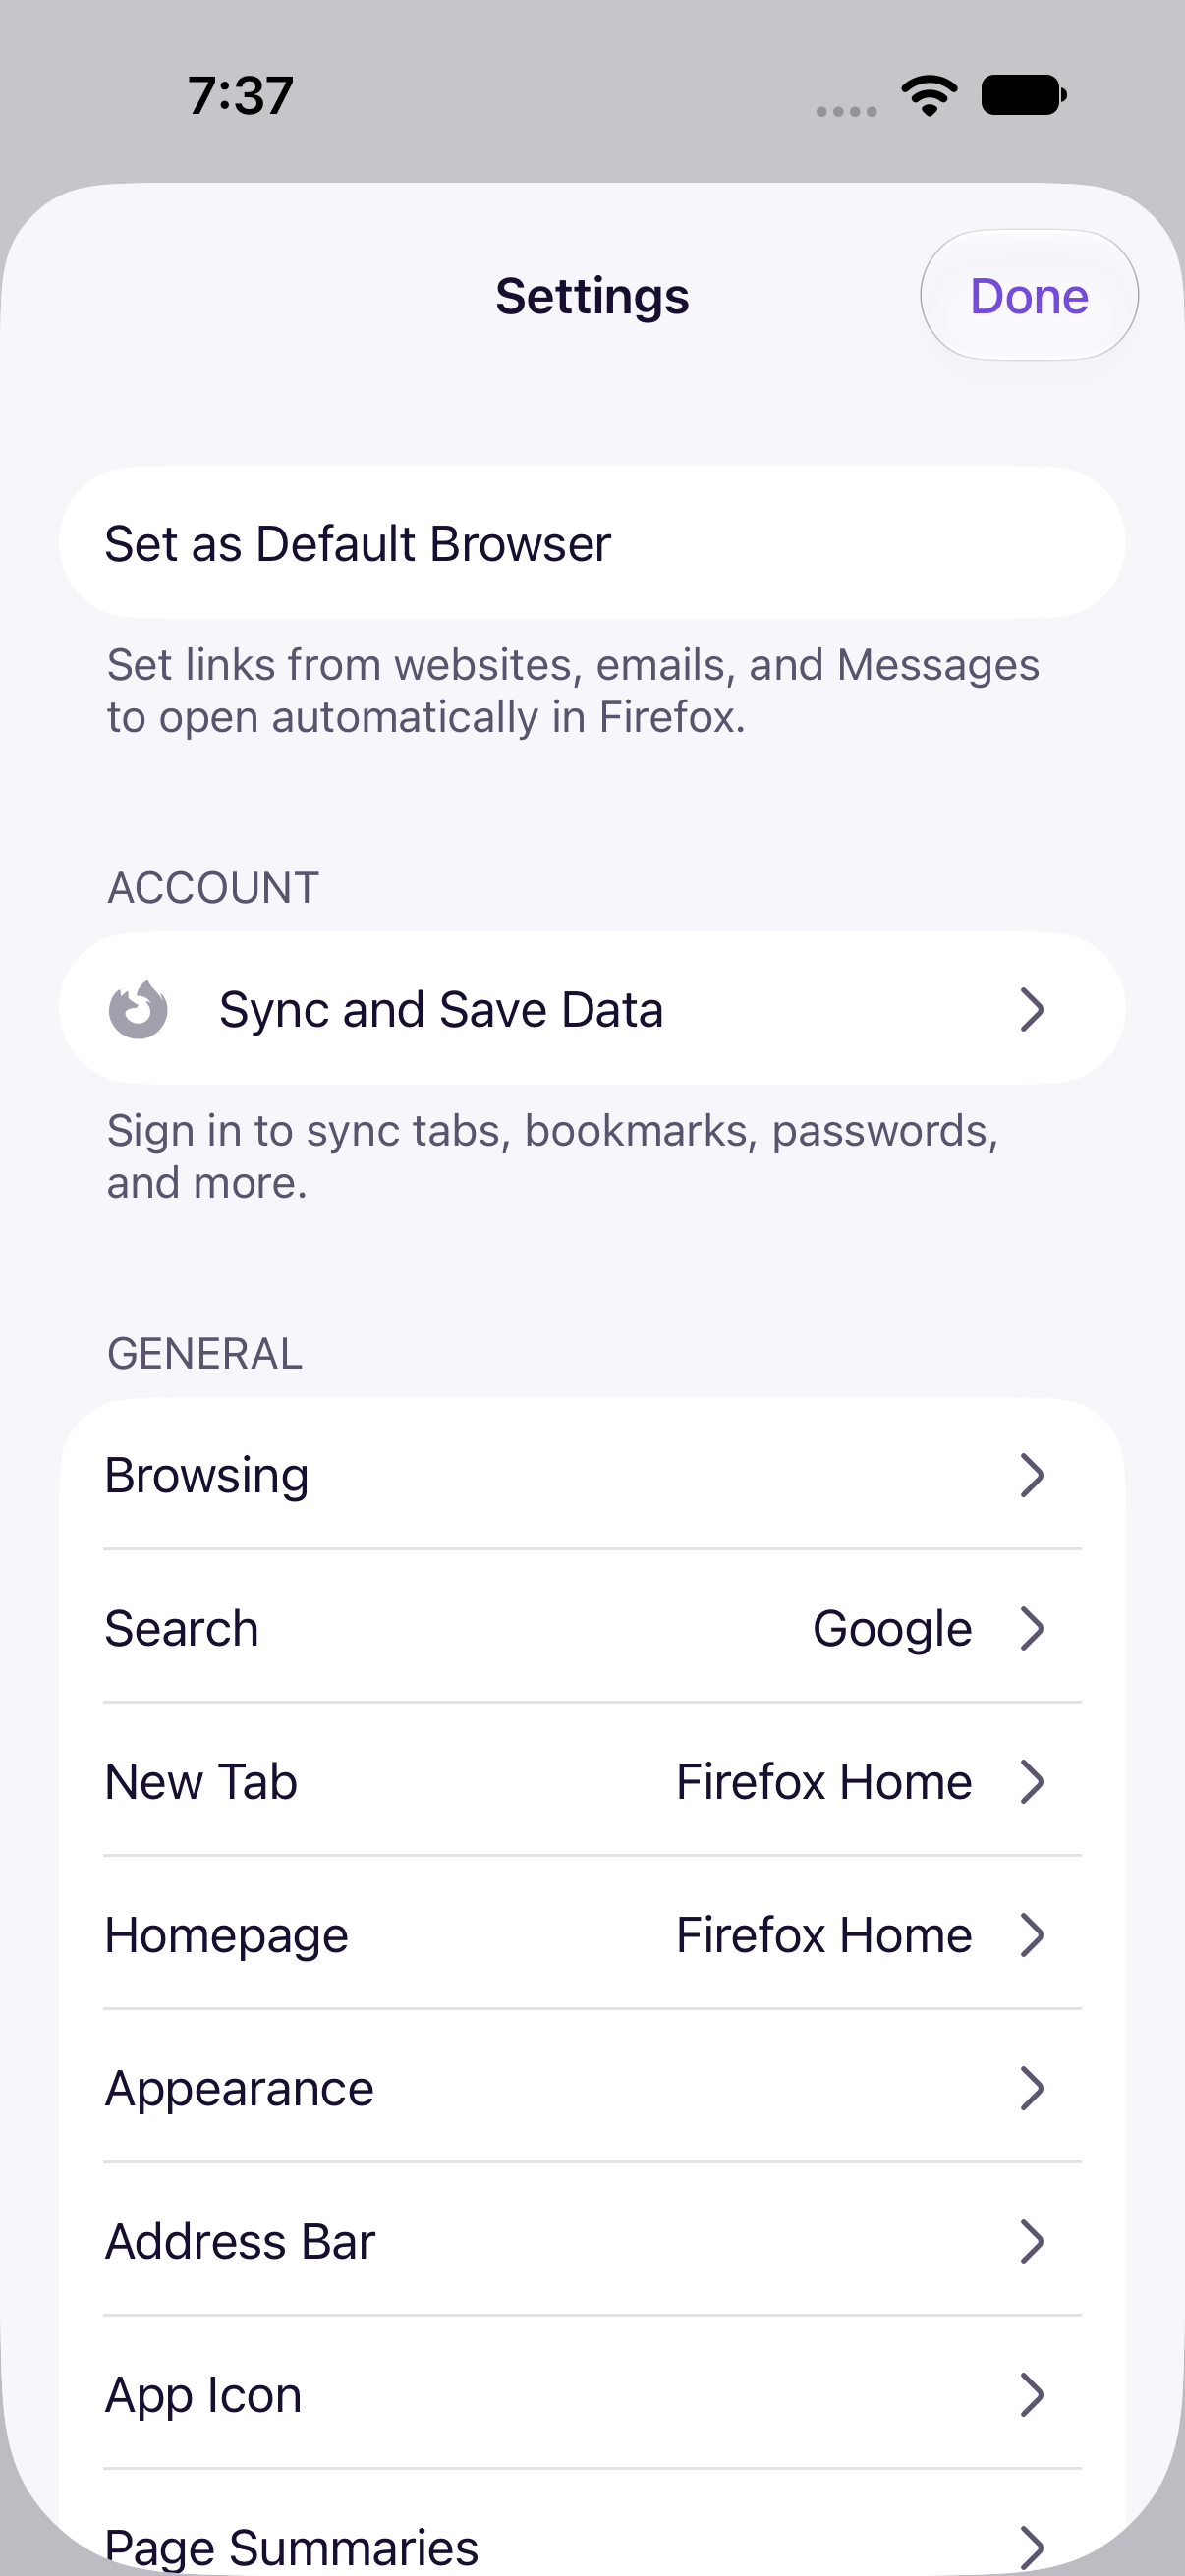 7:37
Settings
Done
Set as Default Browser
Set links from websites, emails, and Messages
to open automatically in Firefox.
ACCOUNT
Sync and Save Data
Sign in to sync tabs, bookmarks, passwords,
and more.
GENERAL
Browsing
Search Google
New Tab Firefox Home
Homepage Firefox Home
Appearance
Address Bar
App Icon
Page Summaries